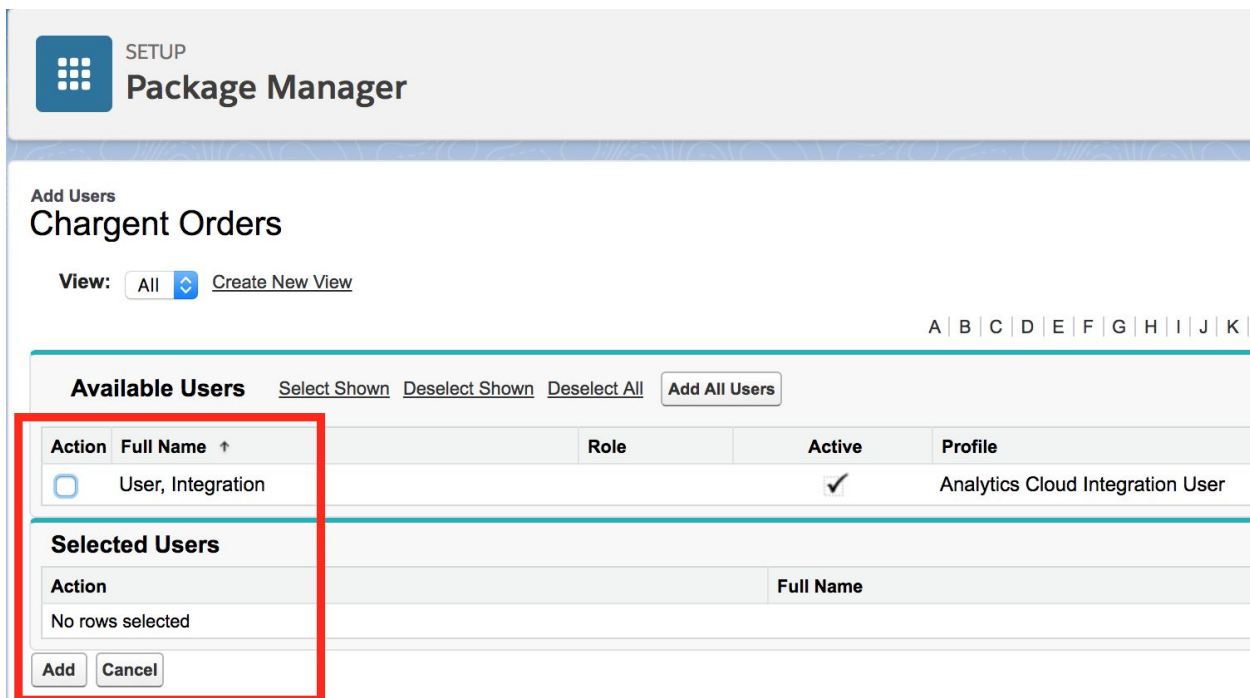 SETUP
Package Manager
Add Users
Chargent Orders
View: All Create New View
A | B | C | D | E | F | G | H | I | J | K |
Available Users Select Shown Deselect Shown Deselect All Add All Users
Action Full Name ↑ Role Active Profile
User, Integration Analytics Cloud Integration User
Selected Users
Action Full Name
No rows selected
Add Cancel